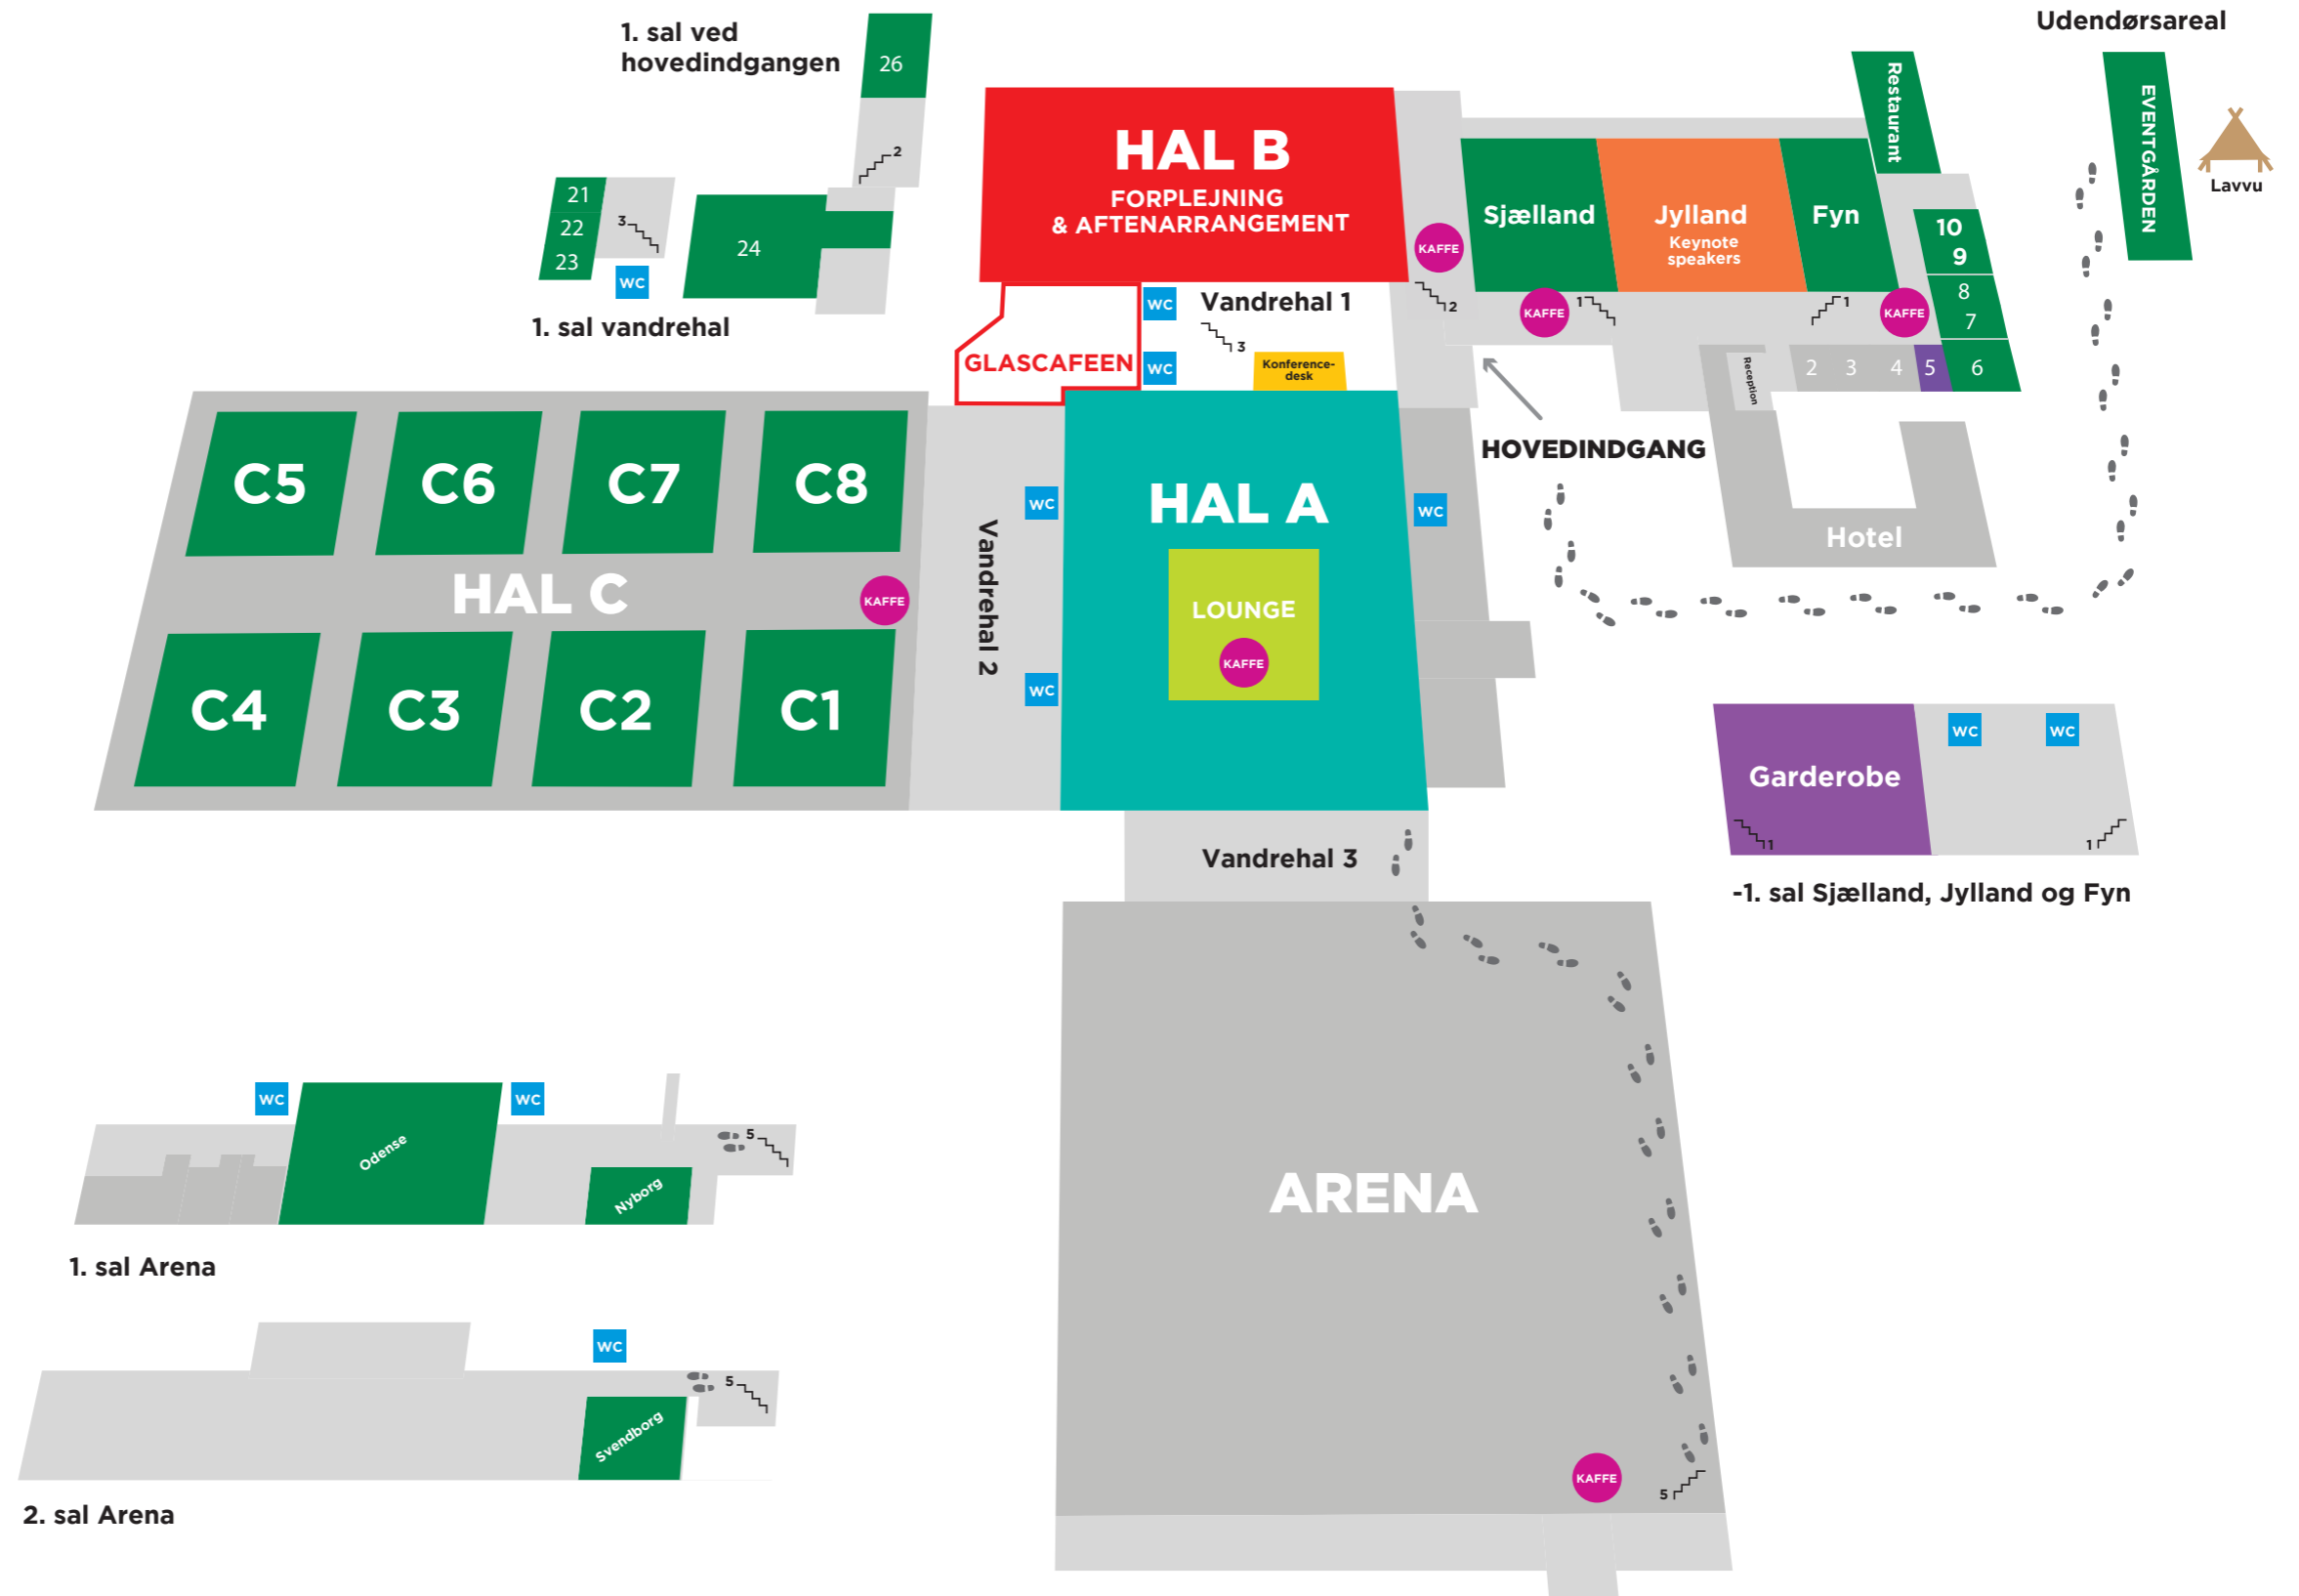 1. sal ved
hovedindgangen
26
2
21
22
23
3
WC
24
1. sal vandrehal
HAL B
FORPLEJNING
& AFTENARRANGEMENT
GLASCAFEEN
WC
WC
Vandrehal 1
3
Konference-
desk
KAFFE
2
Sjælland
Jylland
Keynote
speakers
Fyn
Restaurant
KAFFE
1
1
KAFFE
10
9
8
7
6
5
4
3
2
Reception
Hotel
HOVEDINDGANG
Udendørsareal
EVENTGÅRDEN
Lavvu
C5
C6
C7
C8
HAL C
KAFFE
C4
C3
C2
C1
Vandrehal 2
WC
WC
HAL A
LOUNGE
KAFFE
WC
Vandrehal 3
Garderobe
1
WC
WC
1
-1. sal Sjælland, Jylland og Fyn
ARENA
KAFFE
5
WC
Odense
WC
Nyborg
5
1. sal Arena
WC
Svendborg
5
2. sal Arena